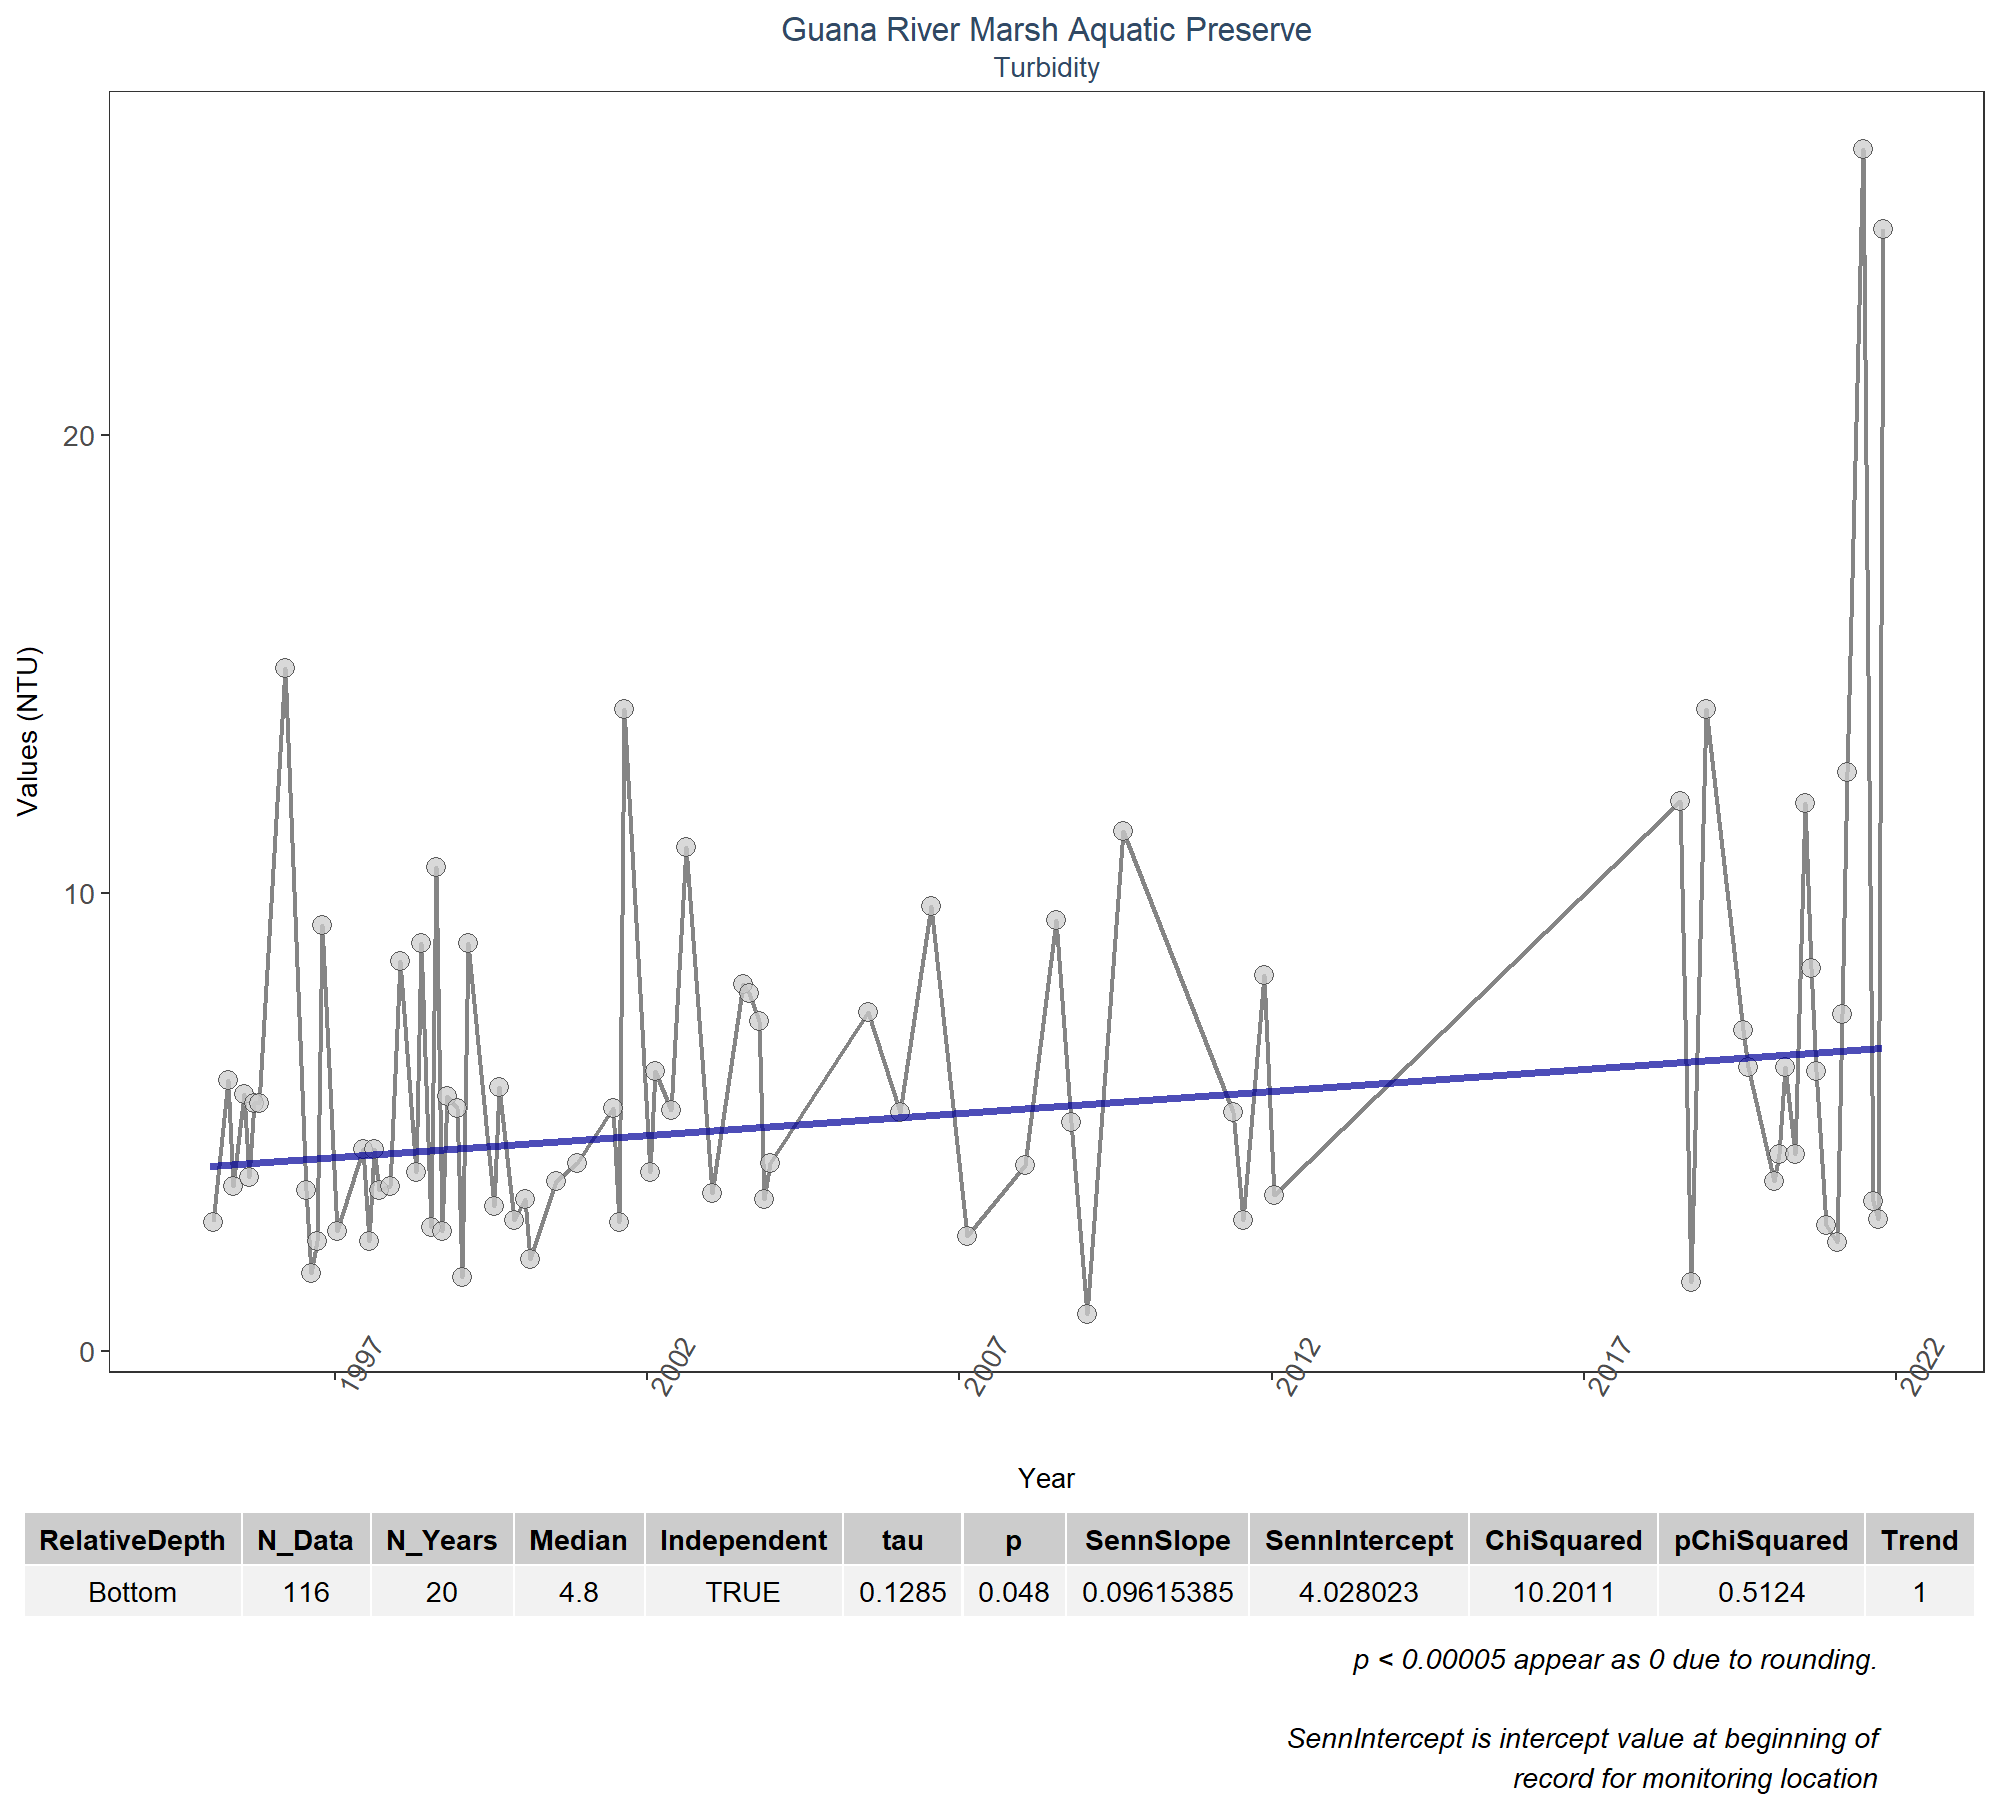 Guana River Marsh Aquatic Preserve
Turbidity
Values (NTU)
20
10
0
1997 2002 2007 2012 2017 2022
Year
RelativeDepth N_Data N_Years Median Independent tau p SennSlope SennIntercept ChiSquared pChiSquared Trend
Bottom 116 20 4.8 TRUE 0.1285 0.048 0.09615385 4.028023 10.2011 0.5124 1
p < 0.00005 appear as 0 due to rounding.
SennIntercept is intercept value at beginning of
record for monitoring location